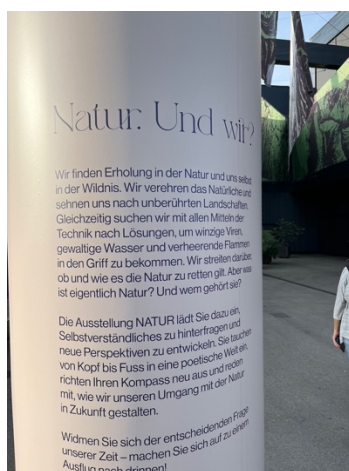 Natur. Und wir?
Wir finden Erholung in der Natur und uns selbst
in der Wildnis. Wir verehren das Natürliche und
sehnen uns nach unberührten Landschaften.
Gleichzeitig suchen wir mit allen Mitteln der
Technik nach Lösungen, um winzige Viren,
gewaltige Wasser und verheerende Flammen
in den Griff zu bekommen. Wir streiten darüber,
ob und wie es die Natur zu retten gilt. Aber was
ist eigentlich Natur? Und wem gehört sie?
Die Ausstellung NATUR lädt Sie dazu ein,
Selbstverständliches zu hinterfragen und
neue Perspektiven zu entwickeln. Sie tauchen
von Kopf bis Fuss in eine poetische Welt ein,
richten Ihren Kompass neu aus und reden
mit, wie wir unseren Umgang mit der Natur
in Zukunft gestalten.
Widmen Sie sich der entscheidenden Frage
unserer Zeit – machen Sie sich auf zu einem
Ausflug nach drinnen!